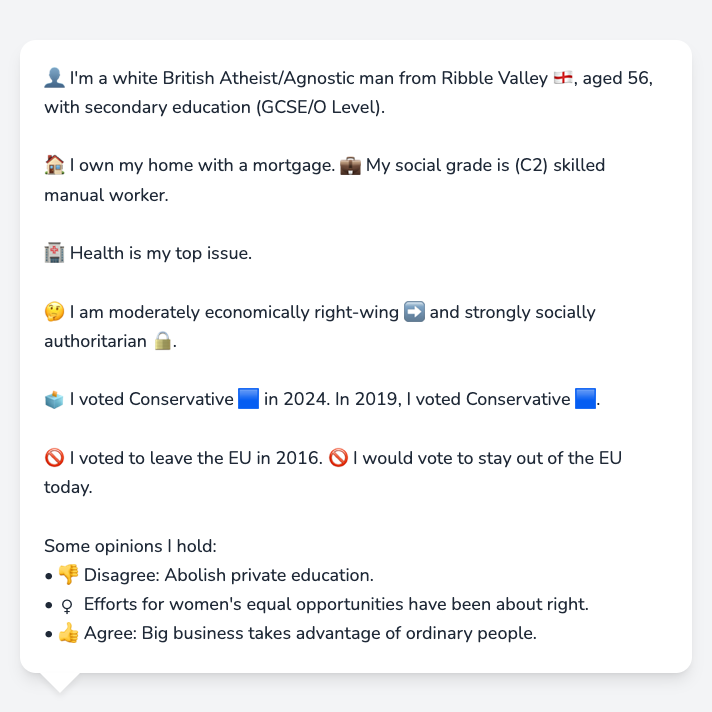 👤 I'm a white British Atheist/Agnostic man from Ribble Valley 🏴󠁧󠁢󠁥󠁮󠁧󠁿, aged 56,
with secondary education (GCSE/O Level).
🏠 I own my home with a mortgage. 💼 My social grade is (C2) skilled
manual worker.
🏥 Health is my top issue.
🤔 I am moderately economically right-wing ➡️ and strongly socially
authoritarian 🔒.
🗳️ I voted Conservative 🟦 in 2024. In 2019, I voted Conservative 🟦.
🚫 I voted to leave the EU in 2016. 🚫 I would vote to stay out of the EU
today.
Some opinions I hold:
• 👎 Disagree: Abolish private education.
• ♀ Efforts for women's equal opportunities have been about right.
• 👍 Agree: Big business takes advantage of ordinary people.